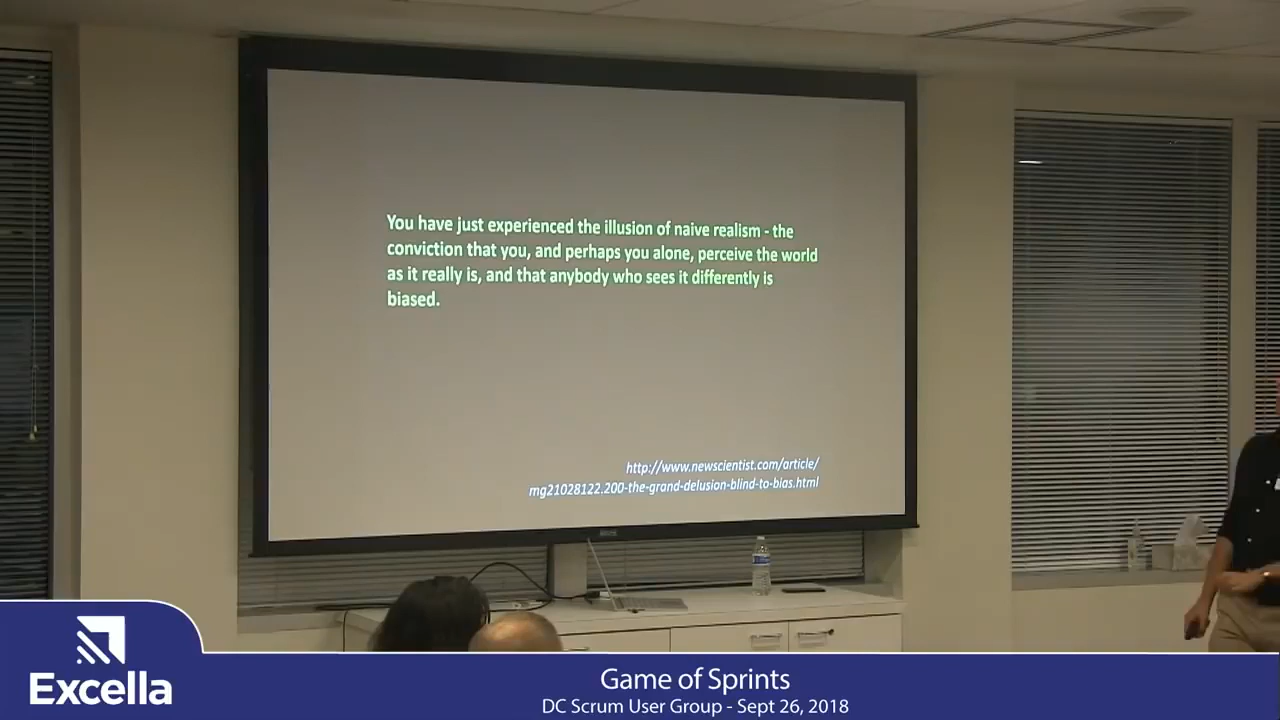 You have just experienced the illusion of naive realism - the
conviction that you, and perhaps you alone, perceive the world
as it really is, and that anybody who sees it differently is
biased.
http://www.newscientist.com/article/
mg21028122.200-the-grand-delusion-blind-to-bias.html
Excella
Game of Sprints
DC Scrum User Group - Sept 26, 2018